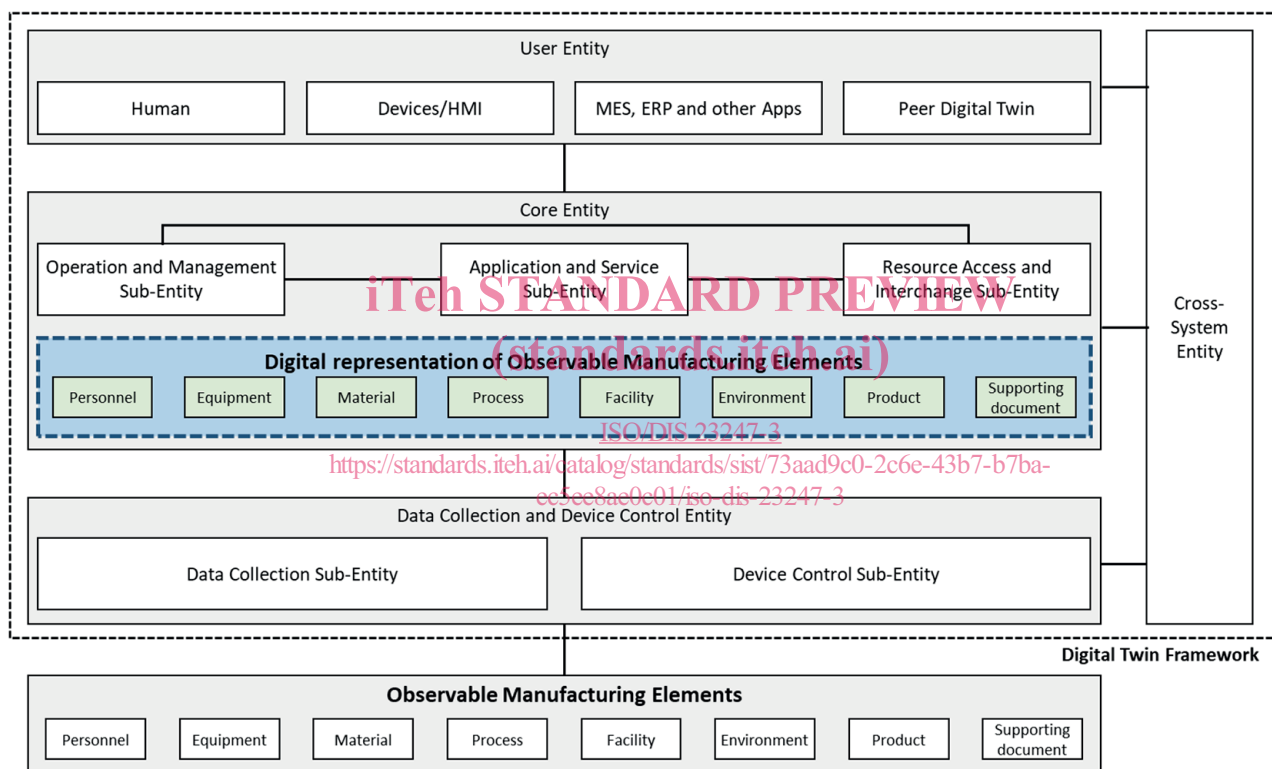 User Entity
Human
Devices/HMI
MES, ERP and other Apps
Peer Digital Twin
Core Entity
Operation and Management
Sub-Entity
Application and Service
Sub-Entity
Resource Access and
Interchange Sub-Entity
Cross-
System
Entity
iTeh STANDARD PREVIEW
(standards.iteh.ai)
Digital representation of Observable Manufacturing Elements
Personnel
Equipment
Material
Process
Facility
Environment
Product
Supporting
document
ISO/DIS 23247-3
https://standards.iteh.ai/catalog/standards/sist/73aad9c0-2c6e-43b7-b7ba-
cc5ce8ae0c01/iso-dis-23247-3
Data Collection and Device Control Entity
Data Collection Sub-Entity
Device Control Sub-Entity
Digital Twin Framework
Observable Manufacturing Elements
Personnel
Equipment
Material
Process
Facility
Environment
Product
Supporting
document